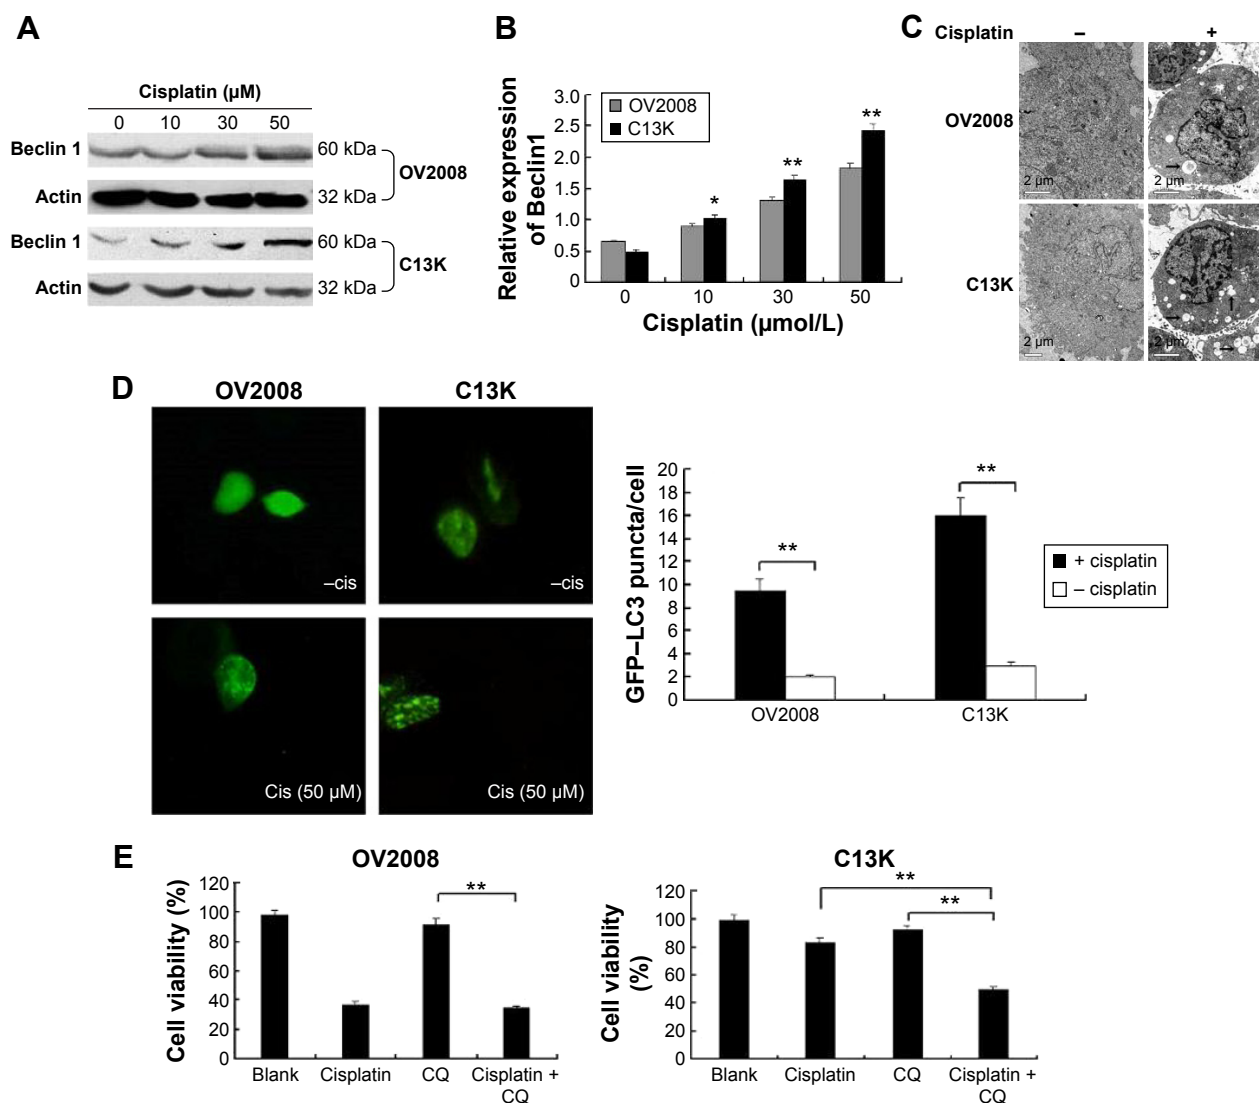 A
Cisplatin (µM)
0 10 30 50
Beclin 1 60 kDa
Actin 32 kDa
OV2008
Beclin 1 60 kDa
Actin 32 kDa
C13K
B
Relative expression
of Beclin1
3.0
2.5
2.0
1.5
1.0
0.5
0
OV2008
C13K
*
**
**
0 10 30 50
Cisplatin (µmol/L)
C
Cisplatin – +
OV2008
2 µm 2 µm
C13K
2 µm 2 µm
D
OV2008 C13K
–cis –cis
Cis (50 µM) Cis (50 µM)
GFP–LC3 puncta/cell
20
18
16
14
12
10
8
6
4
2
0
**
**
OV2008 C13K
+ cisplatin
– cisplatin
E
OV2008
Cell viability (%)
120
100
80
60
40
20
0
**
Blank Cisplatin CQ Cisplatin +
CQ
C13K
Cell viability
(%)
120
100
80
60
40
20
0
**
**
Blank Cisplatin CQ Cisplatin +
CQ